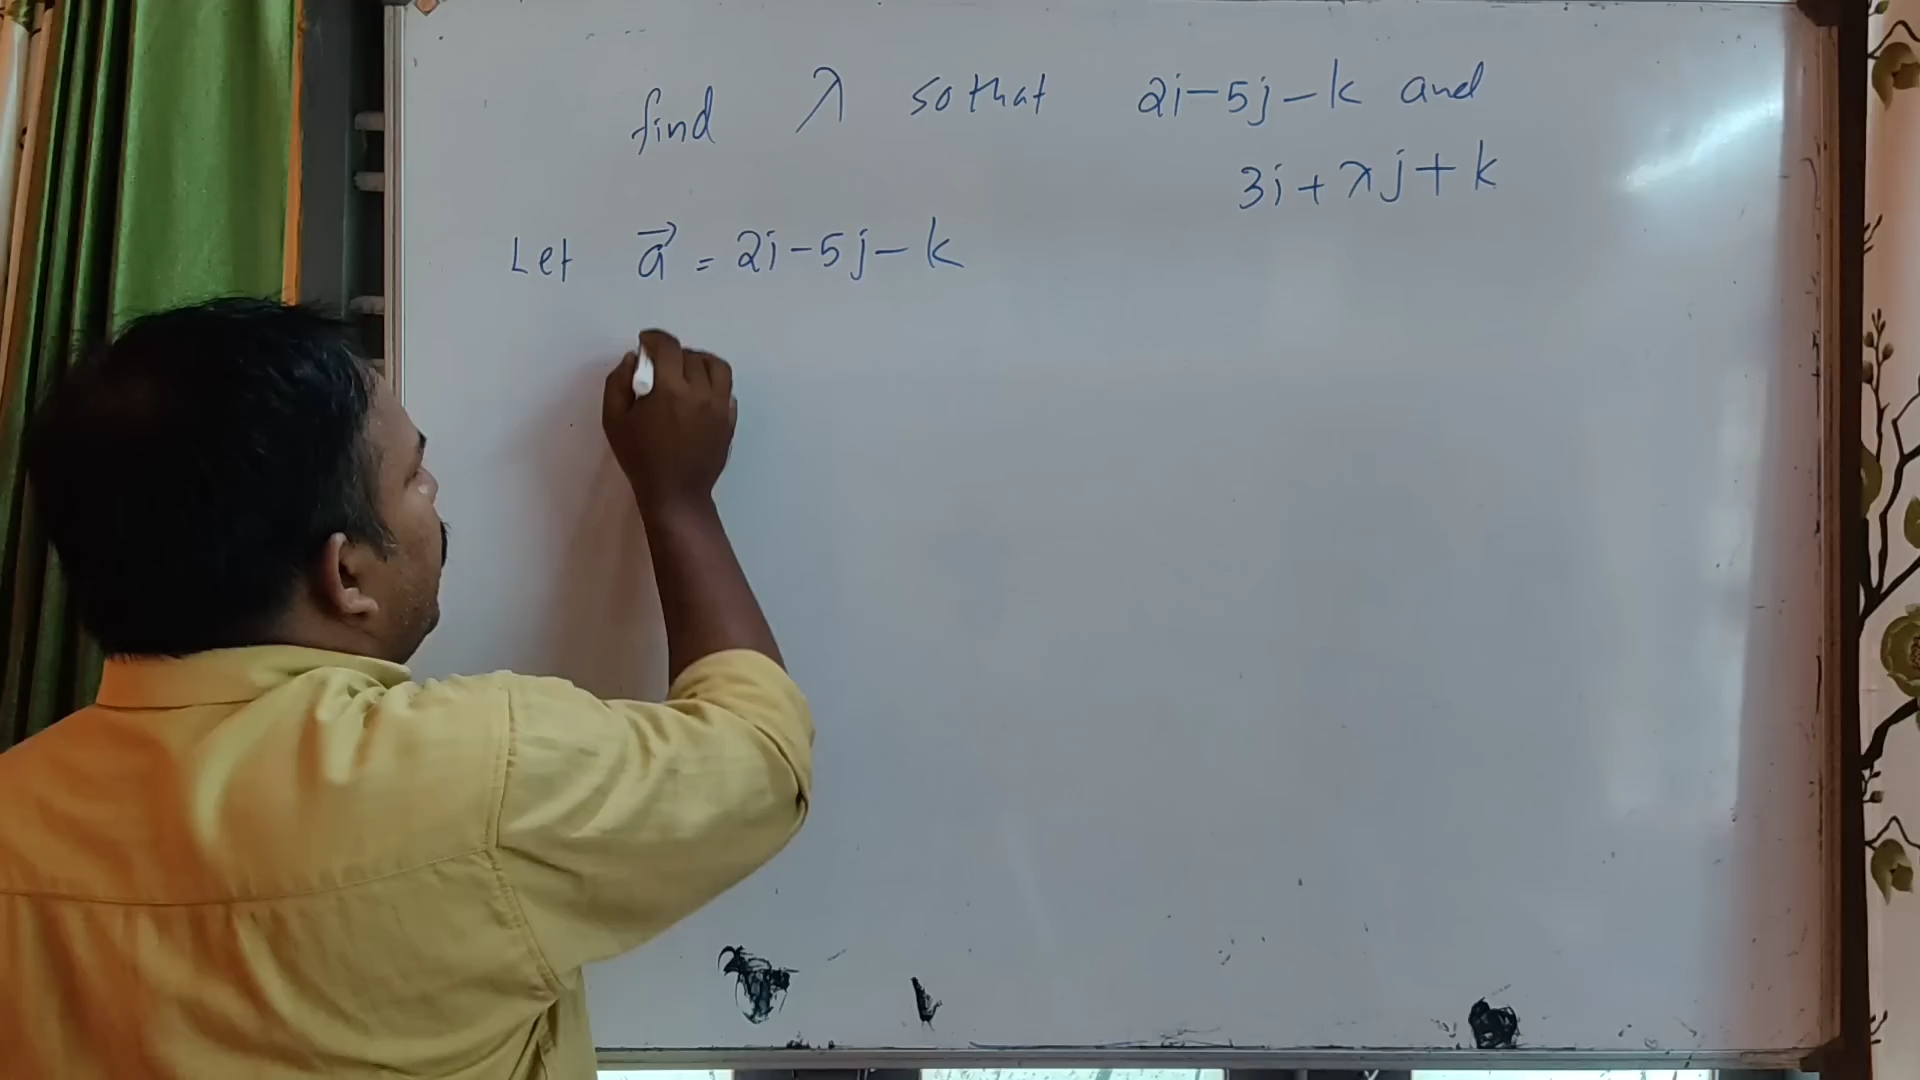 find λ so that 2i-5j-k and
3i+λj+k
Let a⃗ = 2i-5j-k